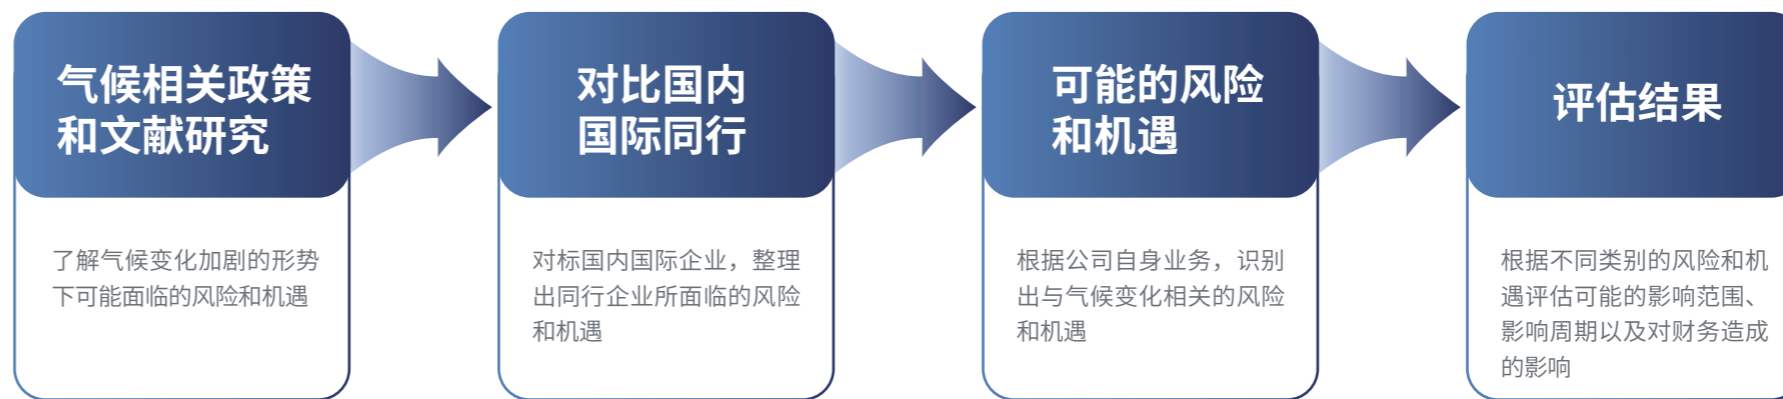 气候相关政策
和文献研究
了解气候变化加剧的形势
下可能面临的风险和机遇
对比国内
国际同行
对标国内国际企业，整理
出同行企业所面临的风险
和机遇
可能的风险
和机遇
根据公司自身业务，识别
出与气候变化相关的风险
和机遇
评估结果
根据不同类别的风险和机
遇评估可能的影响范围、
影响周期以及对财务造成
的影响